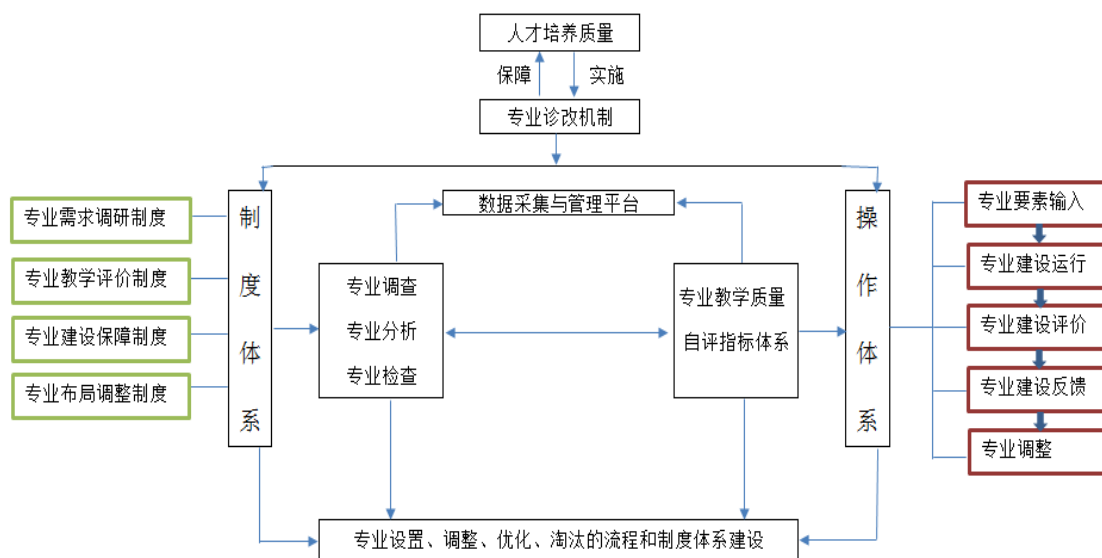 人才培养质量
保障
实施
专业诊改机制
制度体系
数据采集与管理平台
操作体系
专业需求调研制度
专业教学评价制度
专业建设保障制度
专业布局调整制度
专业调查
专业分析
专业检查
专业教学质量
自评指标体系
专业要素输入
专业建设运行
专业建设评价
专业建设反馈
专业调整
专业设置、调整、优化、淘汰的流程和制度体系建设